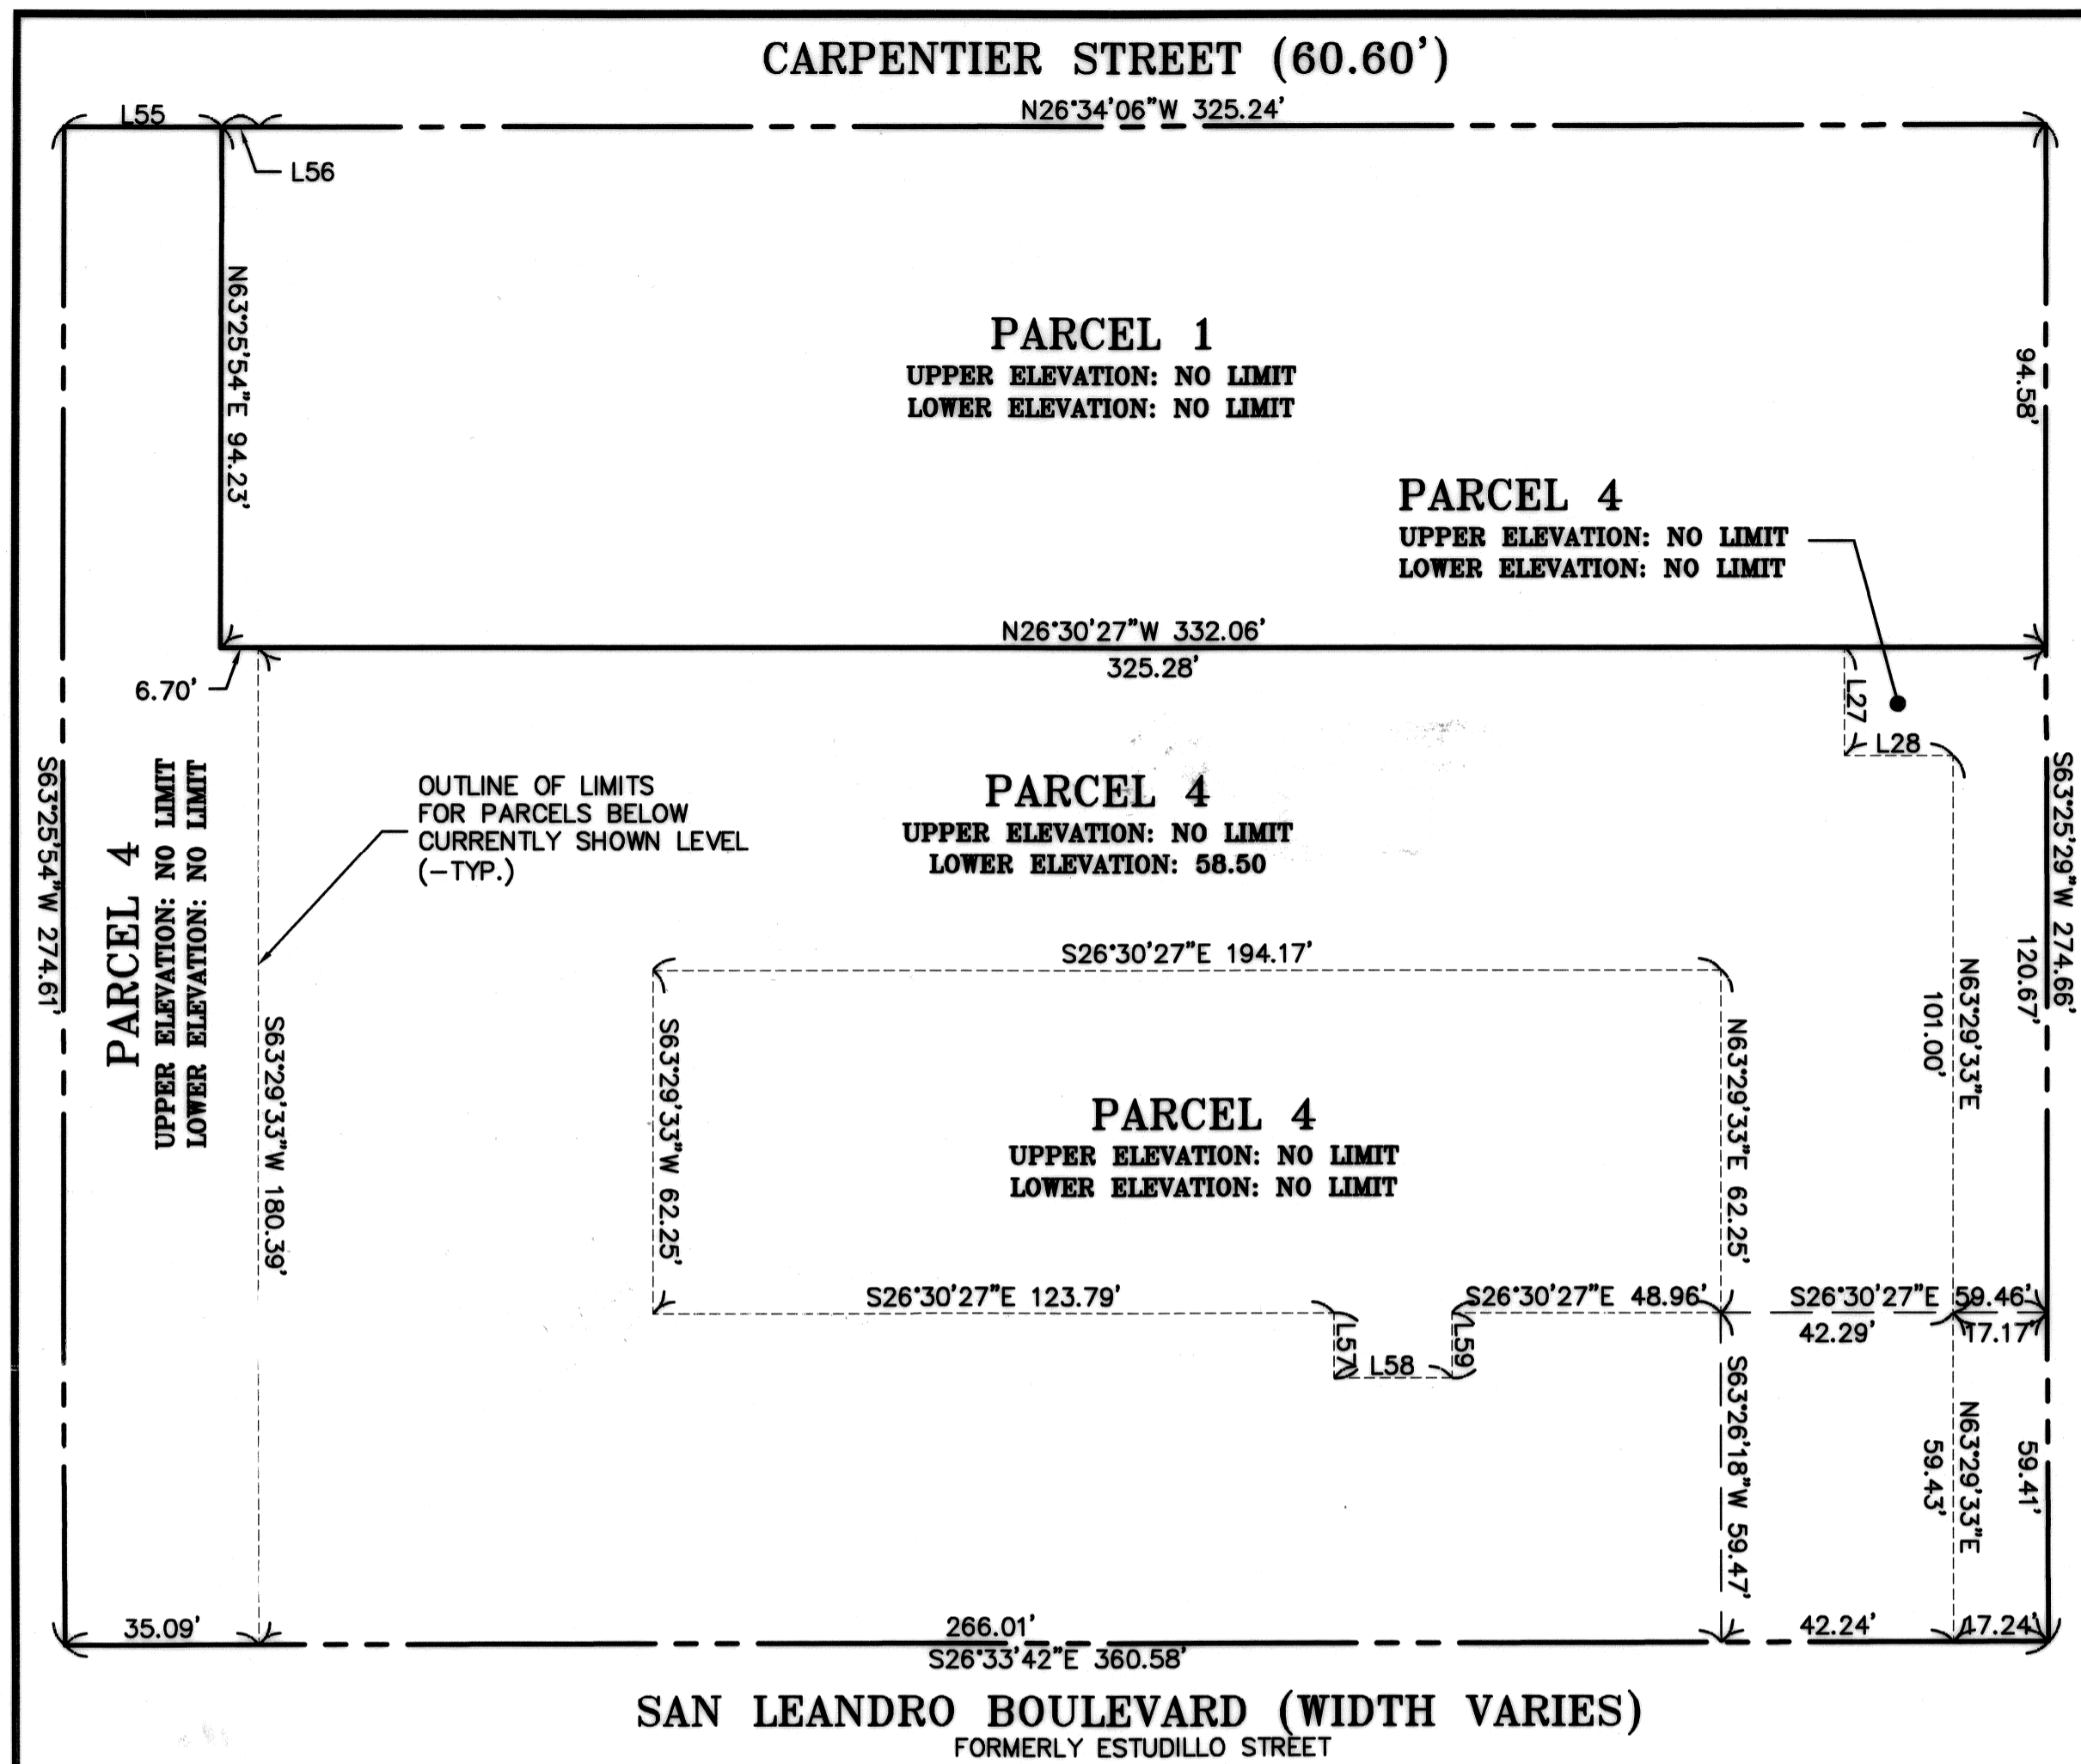 CARPENTIER STREET (60.60')
N26°34'06"W 325.24'
L55
L56
N63°25'54"E 94.23'
PARCEL 1
UPPER ELEVATION: NO LIMIT
LOWER ELEVATION: NO LIMIT
94.58'
PARCEL 4
UPPER ELEVATION: NO LIMIT
LOWER ELEVATION: NO LIMIT
N26°30'27"W 332.06'
325.28'
6.70'
L27
L28
S63°25'54"W 274.61'
PARCEL 4
UPPER ELEVATION: NO LIMIT
LOWER ELEVATION: NO LIMIT
OUTLINE OF LIMITS
FOR PARCELS BELOW
CURRENTLY SHOWN LEVEL
(-TYP.)
PARCEL 4
UPPER ELEVATION: NO LIMIT
LOWER ELEVATION: 58.50
S63°25'29"W 274.66'
120.67'
N63°29'33"E
101.00'
S26°30'27"E 194.17'
S63°29'33"W 180.39'
S63°29'33"W 62.25'
N63°29'33"E 62.25'
PARCEL 4
UPPER ELEVATION: NO LIMIT
LOWER ELEVATION: NO LIMIT
S26°30'27"E 123.79'
S26°30'27"E 48.96'
S26°30'27"E 59.46'
42.29'
17.17'
L57
L58
L59
S63°26'18"W 59.47'
N63°29'33"E
59.43'
59.41'
35.09'
266.01'
42.24'
17.24'
S26°33'42"E 360.58'
SAN LEANDRO BOULEVARD (WIDTH VARIES)
FORMERLY ESTUDILLO STREET